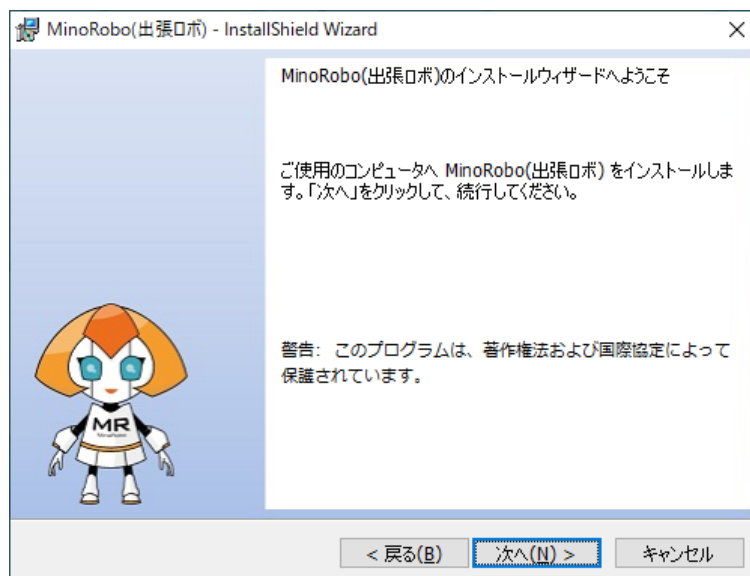 MinoRobo(出張ロボ) - InstallShield Wizard
MinoRobo(出張ロボ)のインストールウィザードへようこそ
ご使用のコンピュータへ MinoRobo(出張ロボ) をインストールしま
す。「次へ」をクリックして、続行してください。
警告: このプログラムは、著作権法および国際協定によって
保護されています。
MR
MinoRobo
< 戻る(B)
次へ(N) >
キャンセル